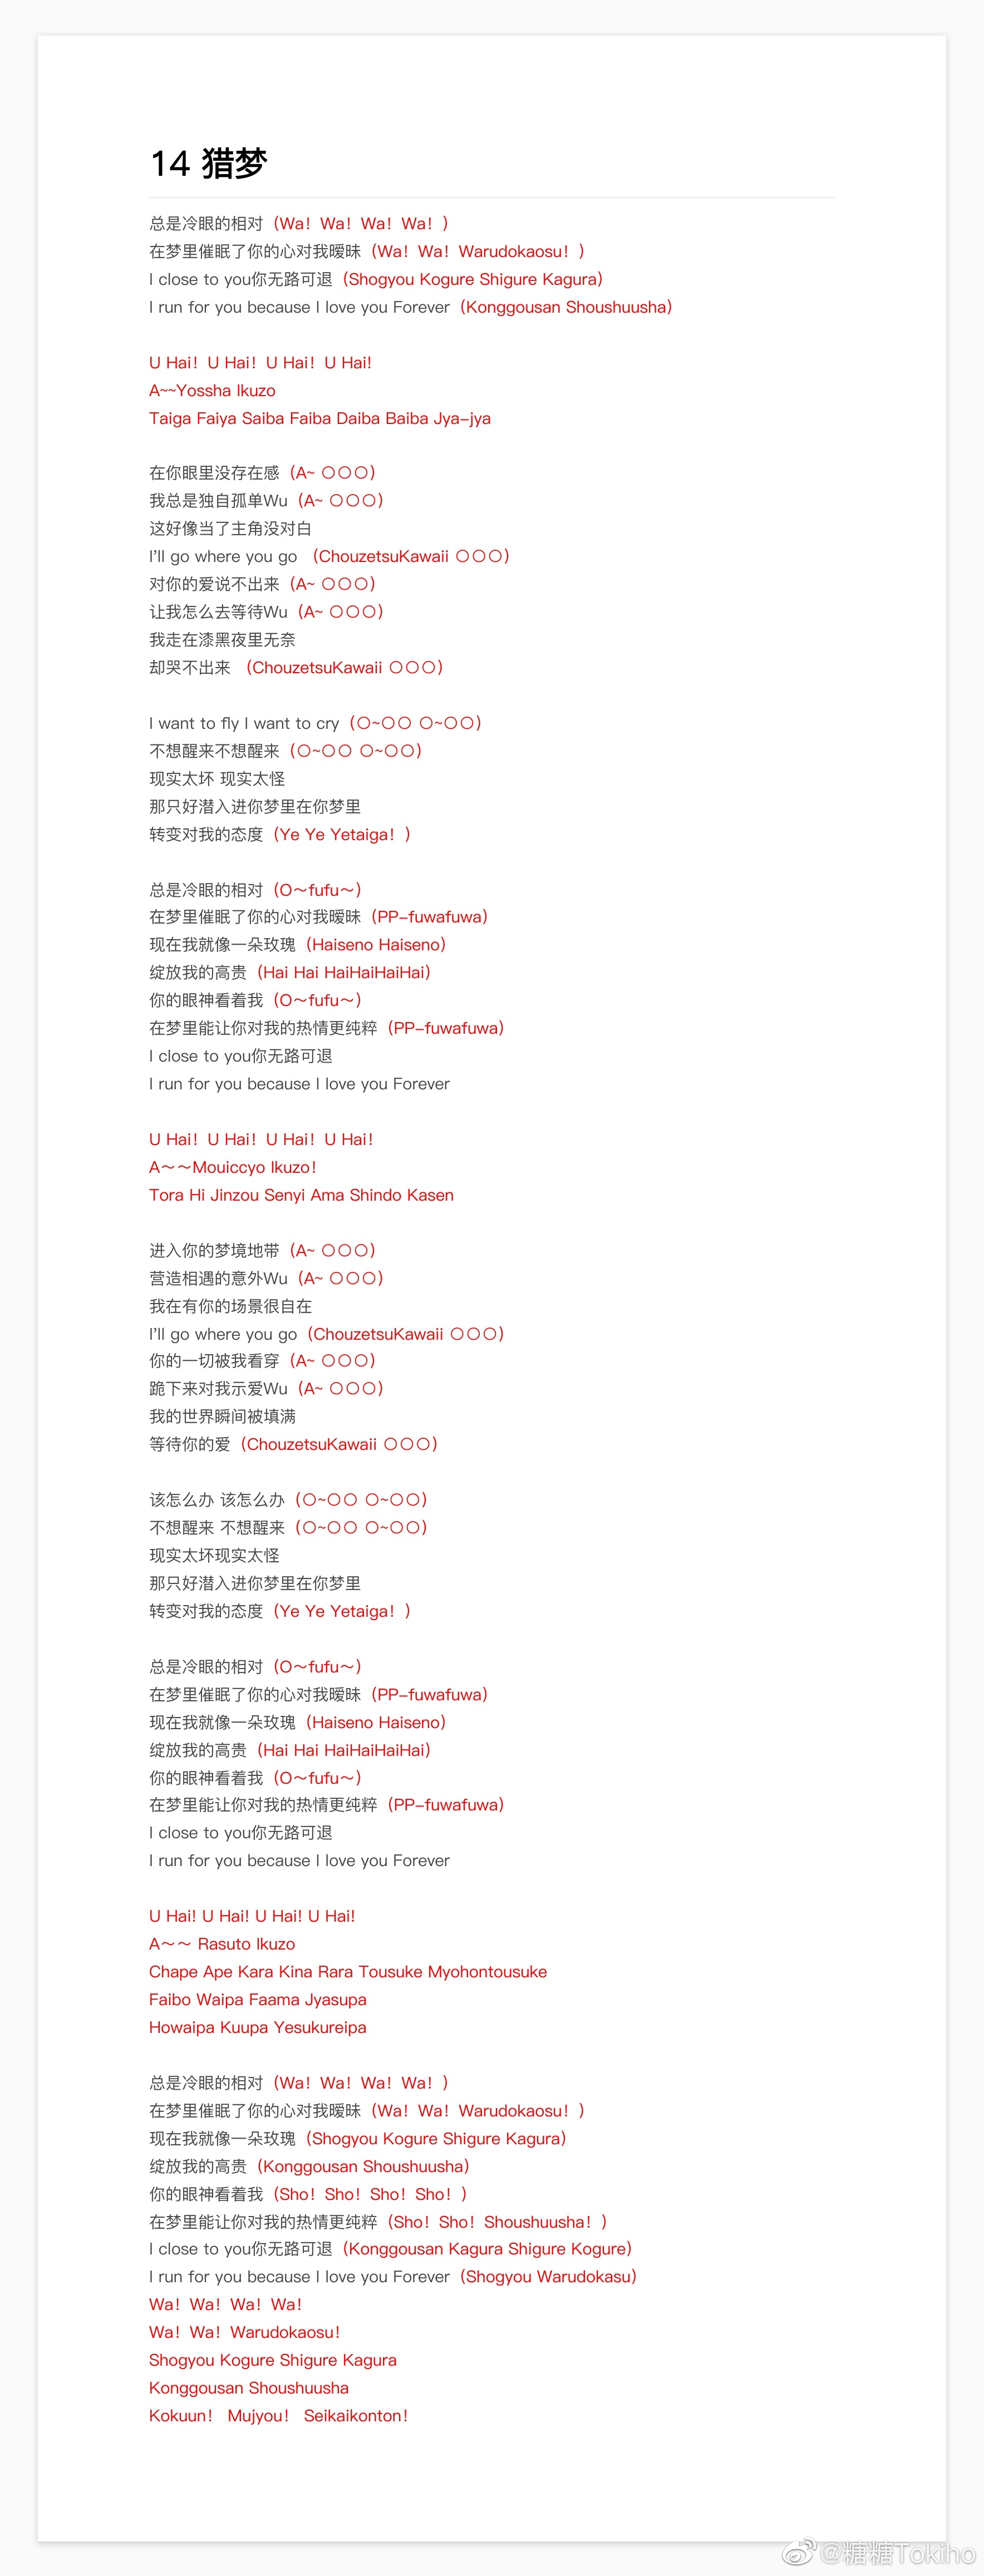 14 猎梦
总是冷眼的相对（Wa！Wa！Wa！Wa！）
在梦里催眠了你的心对我暧昧（Wa！Wa！Warudokaosu！）
I close to you你无路可退（Shogyou Kogure Shigure Kagura）
I run for you because I love you Forever（Konggousan Shoushuusha）
U Hai！U Hai！U Hai！U Hai!
A~~Yossha Ikuzo
Taiga Faiya Saiba Faiba Daiba Baiba Jya-jya
在你眼里没存在感（A~ 〇〇〇）
我总是独自孤单Wu（A~ 〇〇〇）
这好像当了主角没对白
I'll go where you go （ChouzetsuKawaii 〇〇〇）
对你的爱说不出来（A~ 〇〇〇）
让我怎么去等待Wu（A~ 〇〇〇）
我走在漆黑夜里无奈
却哭不出来 （ChouzetsuKawaii 〇〇〇）
I want to fly I want to cry（〇~〇〇 〇~〇〇）
不想醒来不想醒来（〇~〇〇 〇~〇〇）
现实太坏 现实太怪
那只好潜入进你梦里在你梦里
转变对我的态度（Ye Ye Yetaiga！）
总是冷眼的相对（O～fufu～）
在梦里催眠了你的心对我暧昧（PP-fuwafuwa）
现在我就像一朵玫瑰（Haiseno Haiseno）
绽放我的高贵（Hai Hai HaiHaiHaiHai）
你的眼神看着我（O～fufu～）
在梦里能让你对我的热情更纯粹（PP-fuwafuwa）
I close to you你无路可退
I run for you because I love you Forever
U Hai！U Hai！U Hai！U Hai！
A～～Mouiccyo Ikuzo！
Tora Hi Jinzou Senyi Ama Shindo Kasen
进入你的梦境地带（A~ 〇〇〇）
营造相遇的意外Wu（A~ 〇〇〇）
我在有你的场景很自在
I'll go where you go（ChouzetsuKawaii 〇〇〇）
你的一切被我看穿（A~ 〇〇〇）
跪下来对我示爱Wu（A~ 〇〇〇）
我的世界瞬间被填满
等待你的爱（ChouzetsuKawaii 〇〇〇）
该怎么办 该怎么办（〇~〇〇 〇~〇〇）
不想醒来 不想醒来（〇~〇〇 〇~〇〇）
现实太坏现实太怪
那只好潜入进你梦里在你梦里
转变对我的态度（Ye Ye Yetaiga！）
总是冷眼的相对（O～fufu～）
在梦里催眠了你的心对我暧昧（PP-fuwafuwa）
现在我就像一朵玫瑰（Haiseno Haiseno）
绽放我的高贵（Hai Hai HaiHaiHaiHai）
你的眼神看着我（O～fufu～）
在梦里能让你对我的热情更纯粹（PP-fuwafuwa）
I close to you你无路可退
I run for you because I love you Forever
U Hai! U Hai! U Hai! U Hai!
A～～ Rasuto Ikuzo
Chape Ape Kara Kina Rara Tousuke Myohontousuke
Faibo Waipa Faama Jyasupa
Howaipa Kuupa Yesukureipa
总是冷眼的相对（Wa！Wa！Wa！Wa！）
在梦里催眠了你的心对我暧昧（Wa！Wa！Warudokaosu！）
现在我就像一朵玫瑰（Shogyou Kogure Shigure Kagura）
绽放我的高贵（Konggousan Shoushuusha）
你的眼神看着我（Sho！Sho！Sho！Sho！）
在梦里能让你对我的热情更纯粹（Sho！Sho！Shoushuusha！）
I close to you你无路可退（Konggousan Kagura Shigure Kogure）
I run for you because I love you Forever（Shogyou Warudokasu）
Wa！Wa！Wa！Wa！
Wa！Wa！Warudokaosu！
Shogyou Kogure Shigure Kagura
Konggousan Shoushuusha
Kokuun！ Mujyou！ Seikaikonton！
@糖糖Tokiho